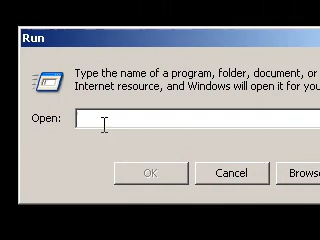 Run
Type the name of a program, folder, document, or
Internet resource, and Windows will open it for you
Open:
OK
Cancel
Brows